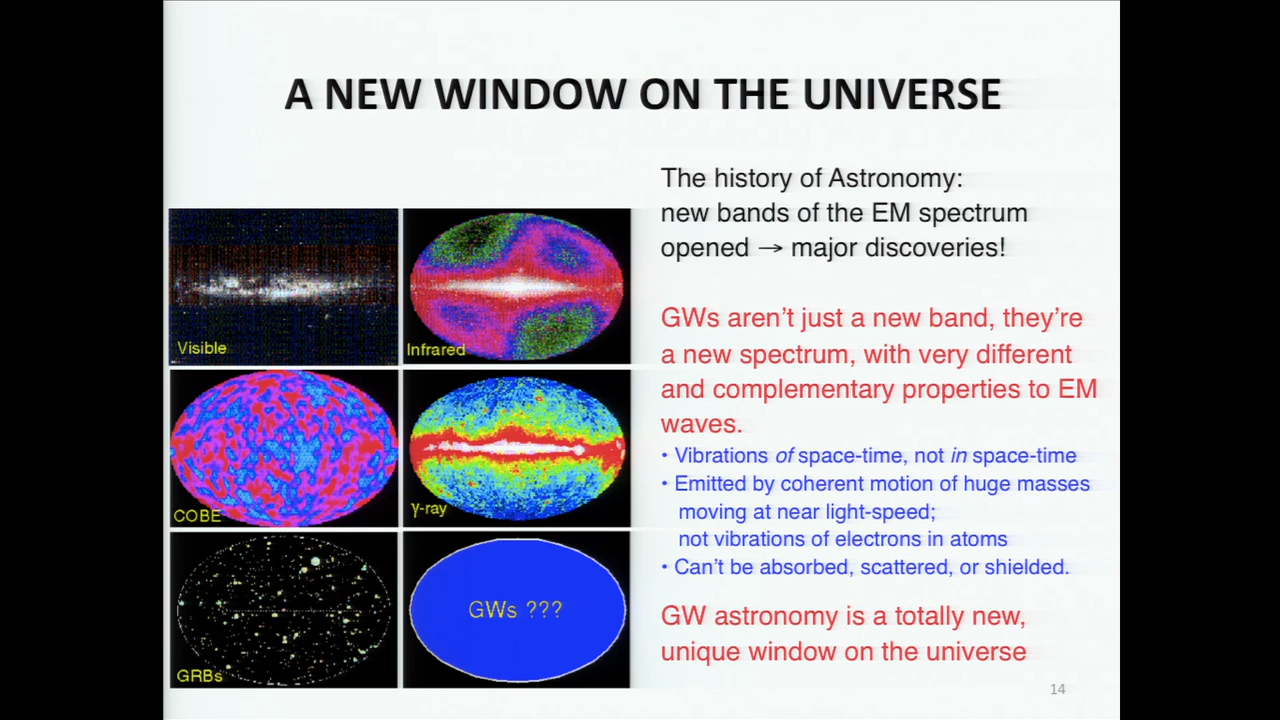 A NEW WINDOW ON THE UNIVERSE
Visible
Infrared
COBE
γ-ray
GRBs
GWs ???
The history of Astronomy:
new bands of the EM spectrum
opened → major discoveries!
GWs aren't just a new band, they're
a new spectrum, with very different
and complementary properties to EM
waves.
• Vibrations of space-time, not in space-time
• Emitted by coherent motion of huge masses
moving at near light-speed;
not vibrations of electrons in atoms
• Can't be absorbed, scattered, or shielded.
GW astronomy is a totally new,
unique window on the universe
14